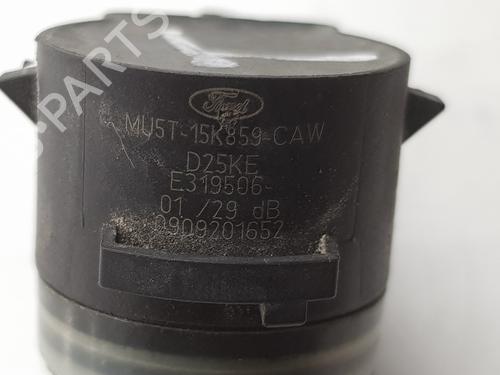 PARTS
Ford
MU5T-15K859-CAW
D25KE
E319506-
01 /29 dB
0909201652